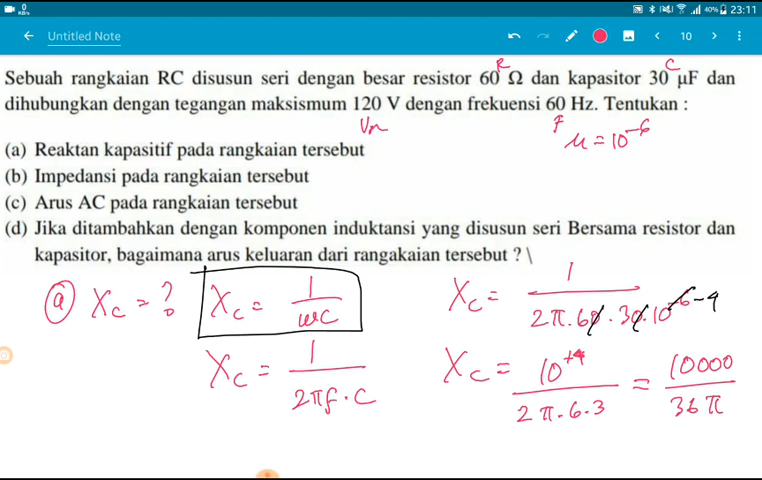 0 KB/s 40% 23:11
← Untitled Note 10
R C
Sebuah rangkaian RC disusun seri dengan besar resistor 60 Ω dan kapasitor 30 μF dan
dihubungkan dengan tegangan maksismum 120 V dengan frekuensi 60 Hz. Tentukan :
Vm f μ = 10⁻⁶
(a) Reaktan kapasitif pada rangkaian tersebut
(b) Impedansi pada rangkaian tersebut
(c) Arus AC pada rangkaian tersebut
(d) Jika ditambahkan dengan komponen induktansi yang disusun seri Bersama resistor dan
kapasitor, bagaimana arus keluaran dari rangakaian tersebut ? \
(a) Xc = ? Xc = 1/ωC Xc = 1/(2π.60.30.10⁻⁶ ⁻⁴)
Xc = 1/(2πf.C) Xc = 10⁺⁴/(2π.6.3) = 10000/(36π)